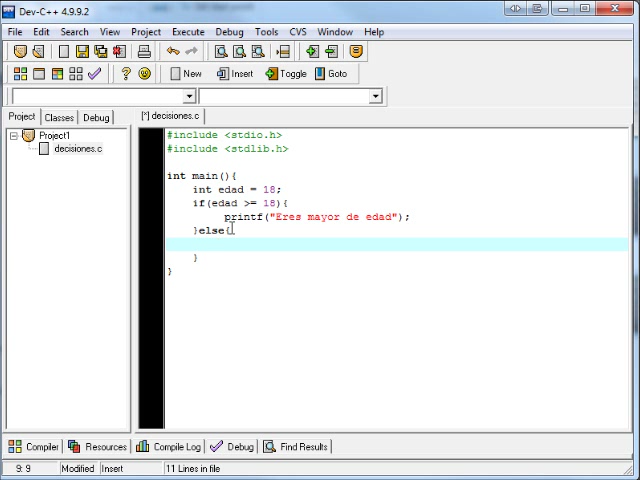 Dev-C++ 4.9.9.2
File Edit Search View Project Execute Debug Tools CVS Window Help
New Insert Toggle Goto
Project Classes Debug
[*] decisiones.c
Project1
decisiones.c
#include <stdio.h>
#include <stdlib.h>
int main(){
int edad = 18;
if(edad >= 18){
printf("Eres mayor de edad");
}else{
}
}
Compiler Resources Compile Log Debug Find Results
9: 9 Modified Insert 11 Lines in file